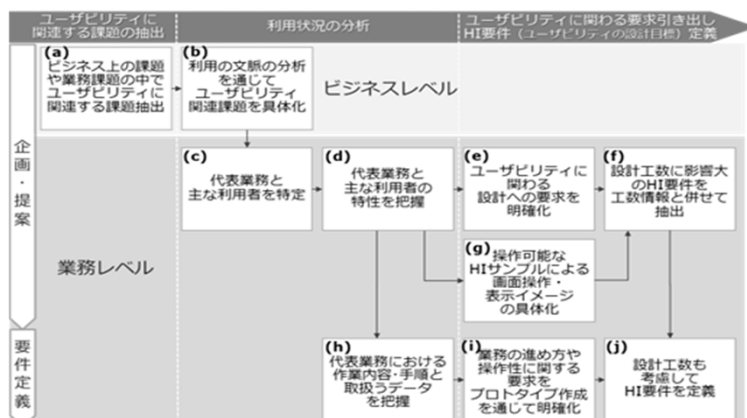 ユーザビリティに
関連する課題の抽出
利用状況の分析
ユーザビリティに関わる要求引き出し
HI要件(ユーザビリティの設計目標)定義
企画・提案
要件定義
ビジネスレベル
業務レベル
(a)
ビジネス上の課題
や業務課題の中で
ユーザビリティに
関連する課題抽出
(b)
利用の文脈の分析
を通じて
ユーザビリティ
関連課題を具体化
(c)
代表業務と
主な利用者を特定
(d)
代表業務と
主な利用者の
特性を把握
(e)
ユーザビリティに
関わる
設計への要求を
明確化
(f)
設計工数に影響大
のHI要件を
工数情報と併せて
抽出
(g)
操作可能な
HIサンプルによる
画面操作・
表示イメージ
の具体化
(h)
代表業務における
作業内容・手順と
取扱うデータ
を把握
(i)
業務の進め方や
操作性に関する
要求を
プロトタイプ作成
を通じて明確化
(j)
設計工数も
考慮して
HI要件を定義